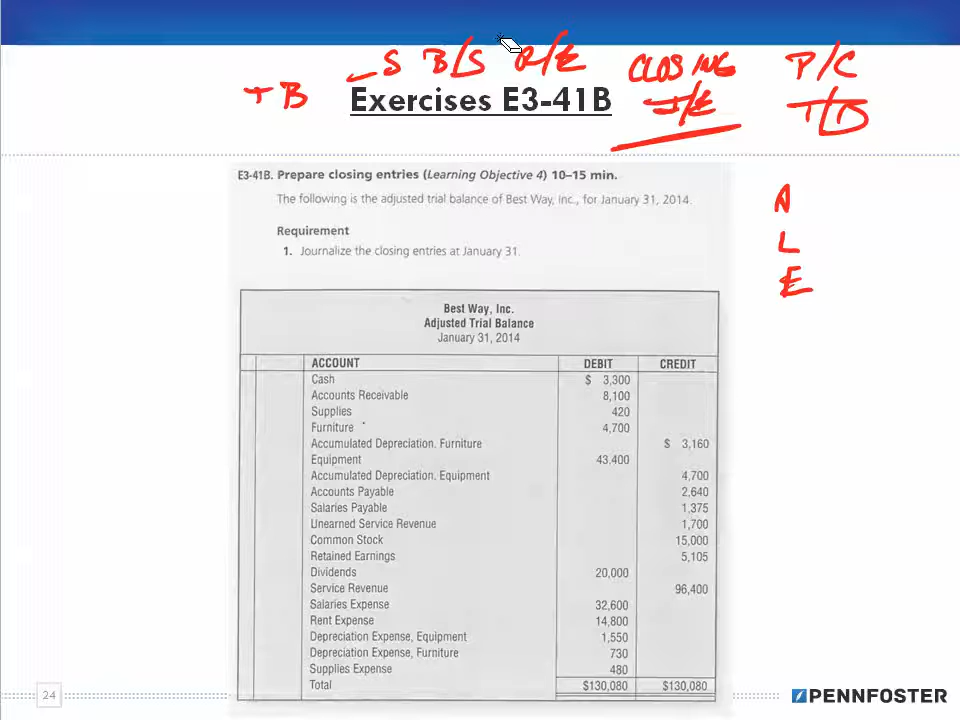 T B I S B/S R/E CLOSING J/E P/C T/B
Exercises E3-41B
A
L
E
E3-41B. Prepare closing entries (Learning Objective 4) 10–15 min.
The following is the adjusted trial balance of Best Way, Inc., for January 31, 2014.
Requirement
1. Journalize the closing entries at January 31.
Best Way, Inc.
Adjusted Trial Balance
January 31, 2014
ACCOUNT DEBIT CREDIT
Cash $ 3,300
Accounts Receivable 8,100
Supplies 420
Furniture 4,700
Accumulated Depreciation. Furniture $ 3,160
Equipment 43.400
Accumulated Depreciation. Equipment 4,700
Accounts Payable 2,640
Salaries Payable 1,375
Unearned Service Revenue 1,700
Common Stock 15,000
Retained Earnings 5,105
Dividends 20,000
Service Revenue 96,400
Salaries Expense 32,600
Rent Expense 14,800
Depreciation Expense, Equipment 1,550
Depreciation Expense, Furniture 730
Supplies Expense 480
Total $130,080 $130,080
24
PENNFOSTER